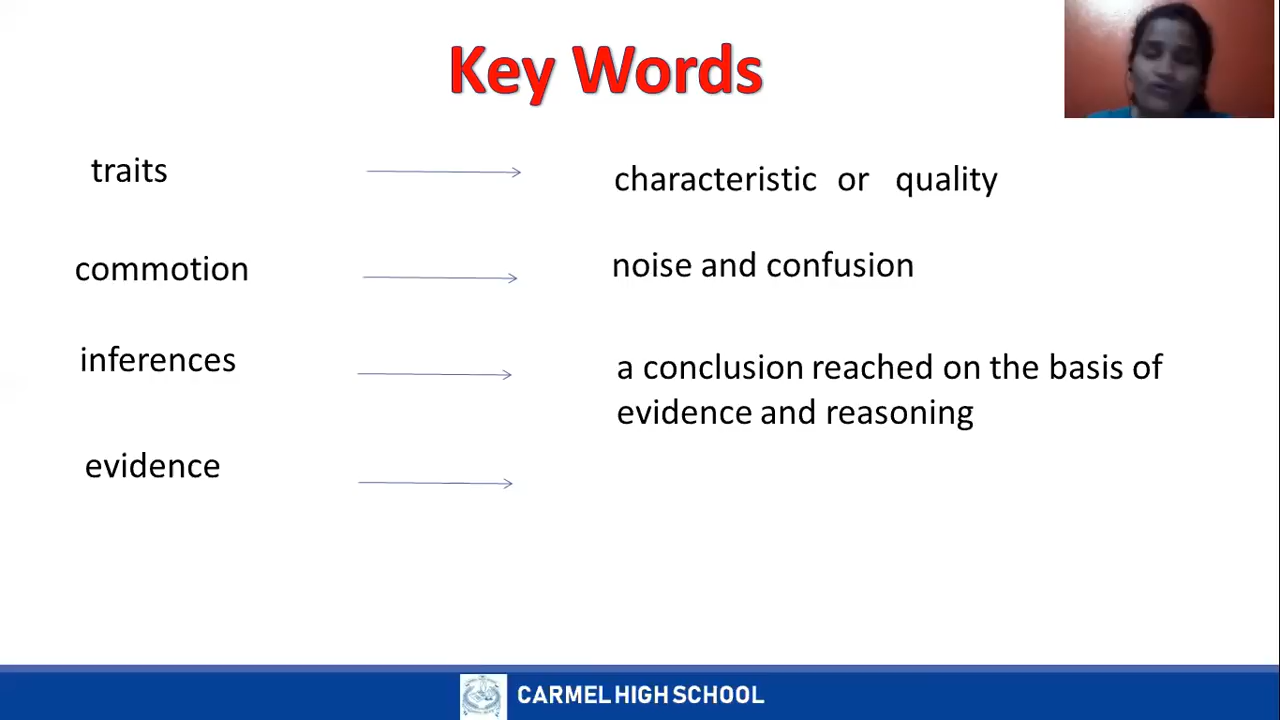 Key Words
traits
characteristic or quality
commotion
noise and confusion
inferences
a conclusion reached on the basis of
evidence and reasoning
evidence
CARMEL HIGH SCHOOL